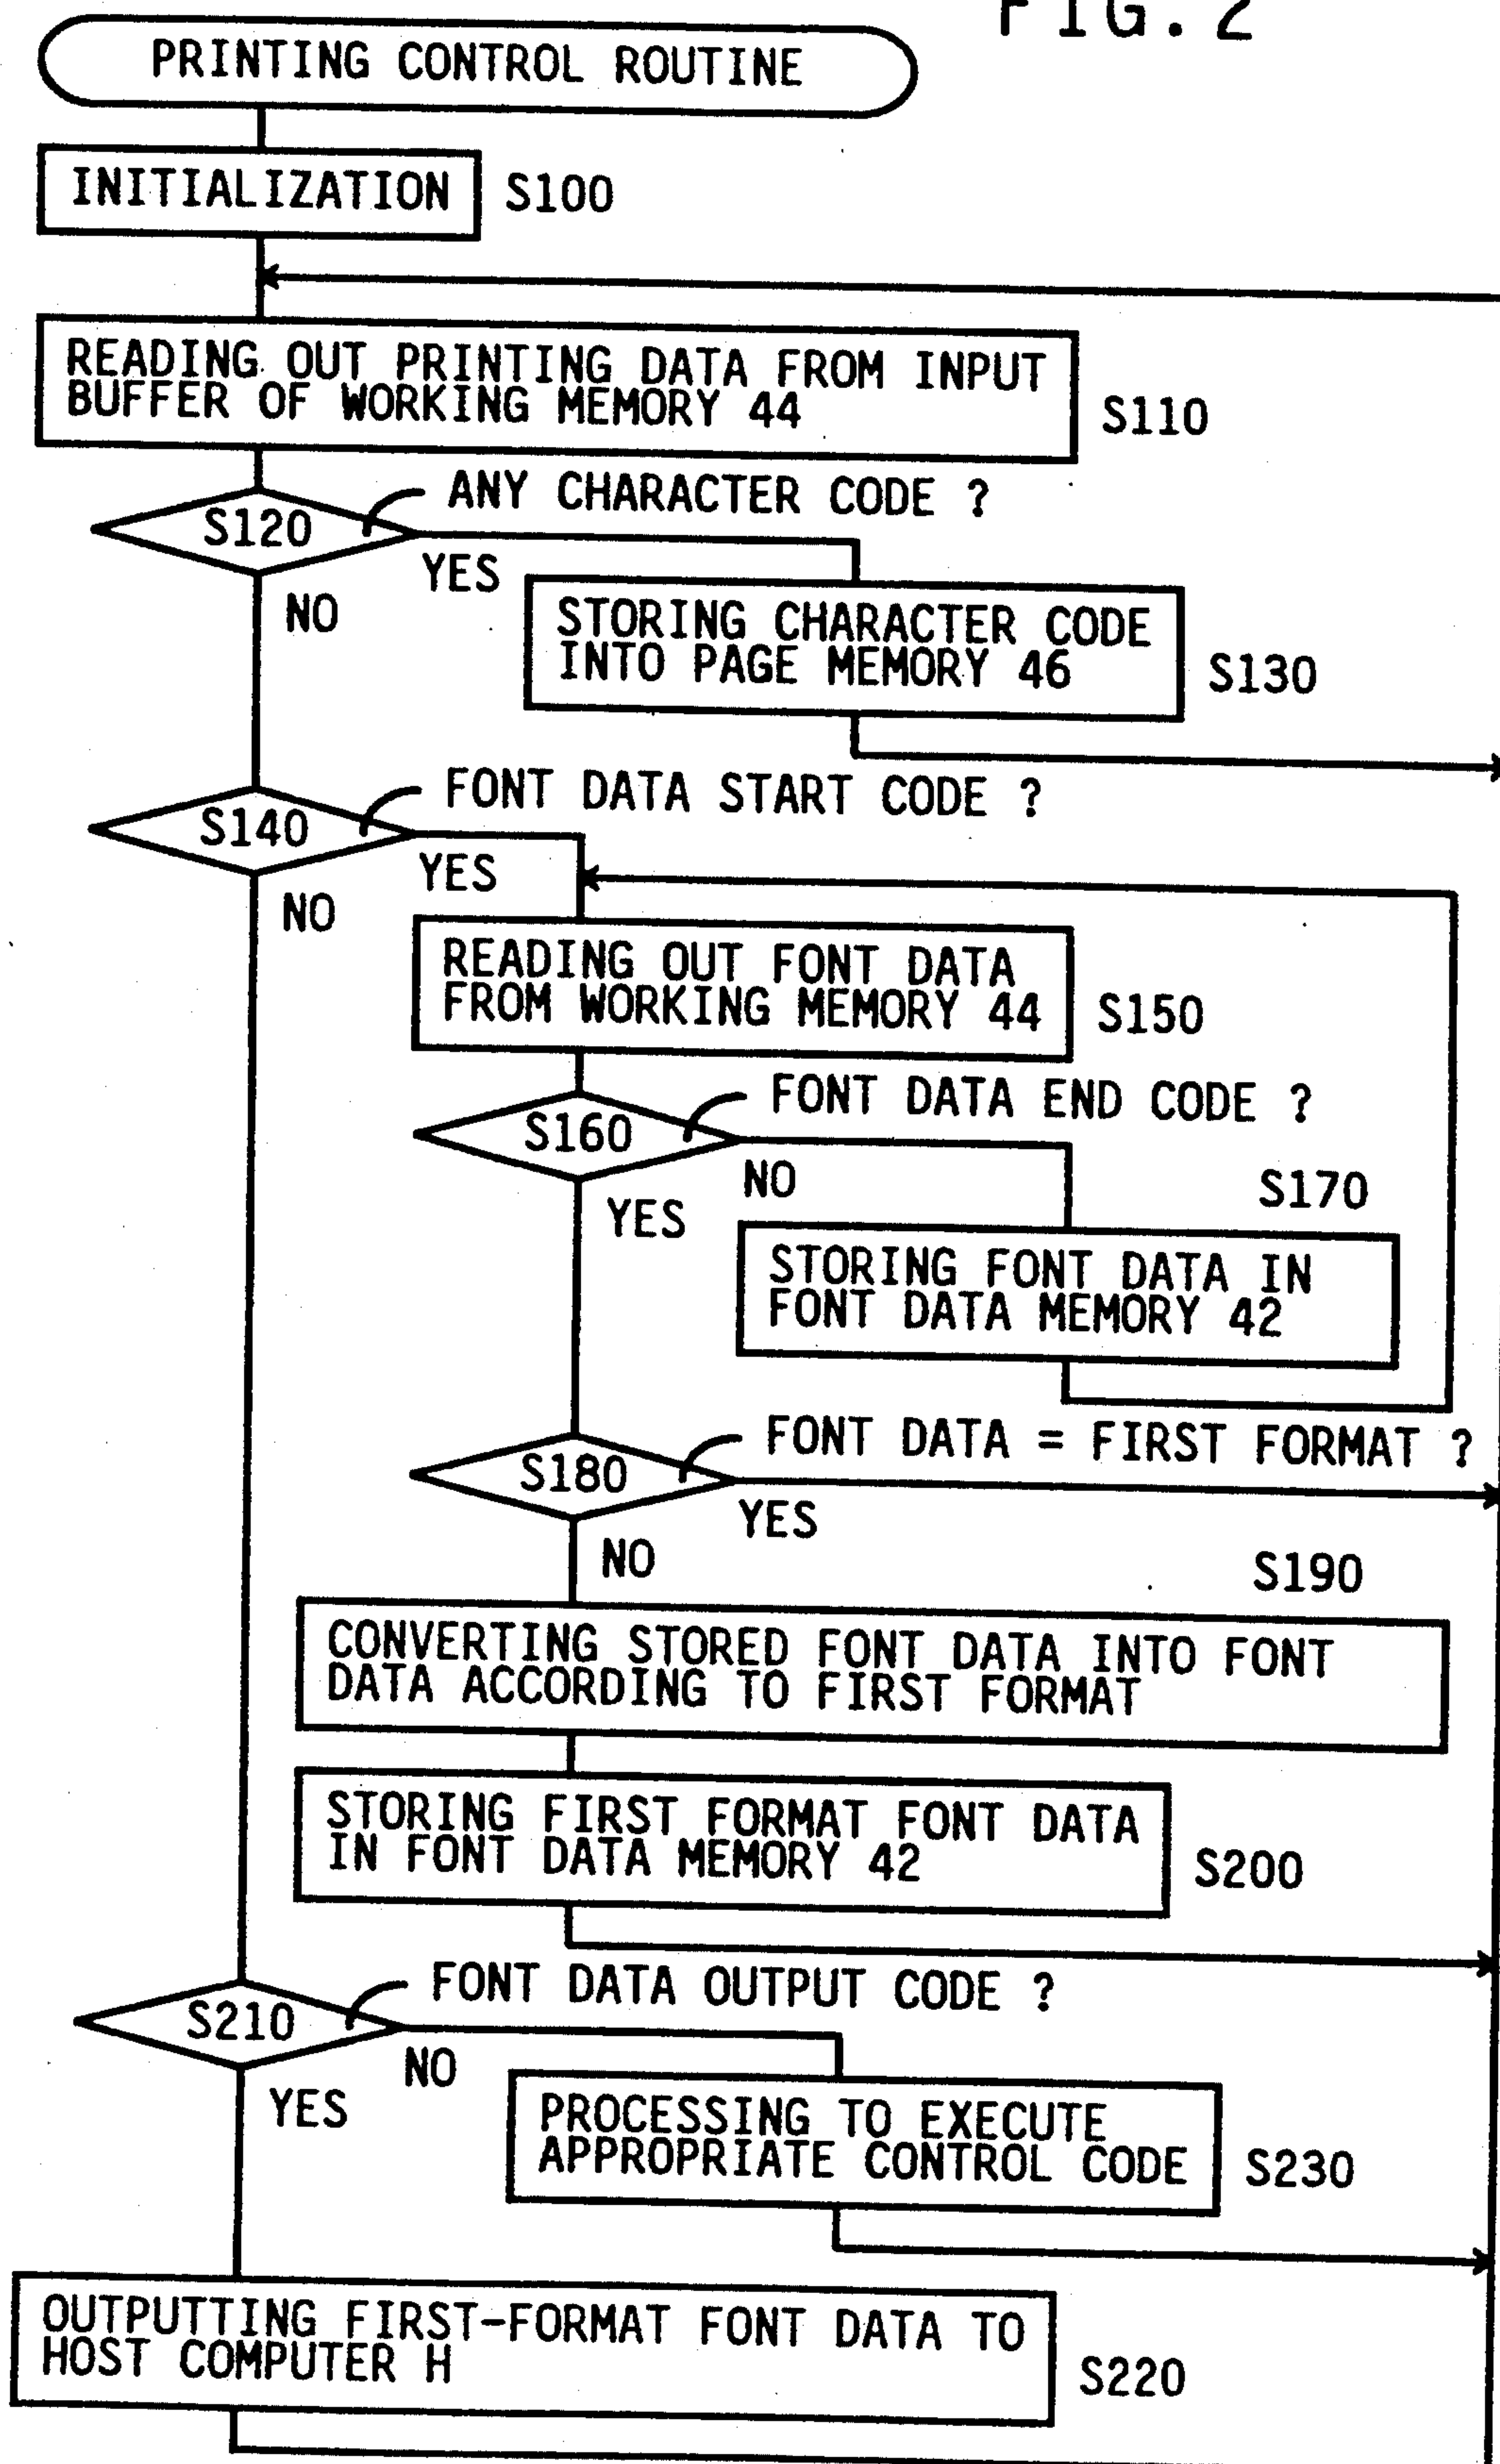 FIG. 2
PRINTING CONTROL ROUTINE
INITIALIZATION
S100
READING OUT PRINTING DATA FROM INPUT
BUFFER OF WORKING MEMORY 44
S110
ANY CHARACTER CODE ?
S120
YES
NO
STORING CHARACTER CODE
INTO PAGE MEMORY 46
S130
FONT DATA START CODE ?
S140
YES
NO
READING OUT FONT DATA
FROM WORKING MEMORY 44
S150
FONT DATA END CODE ?
S160
NO
YES
S170
STORING FONT DATA IN
FONT DATA MEMORY 42
FONT DATA = FIRST FORMAT ?
S180
YES
NO
S190
CONVERTING STORED FONT DATA INTO FONT
DATA ACCORDING TO FIRST FORMAT
STORING FIRST FORMAT FONT DATA
IN FONT DATA MEMORY 42
S200
FONT DATA OUTPUT CODE ?
S210
NO
YES
PROCESSING TO EXECUTE
APPROPRIATE CONTROL CODE
S230
OUTPUTTING FIRST-FORMAT FONT DATA TO
HOST COMPUTER H
S220